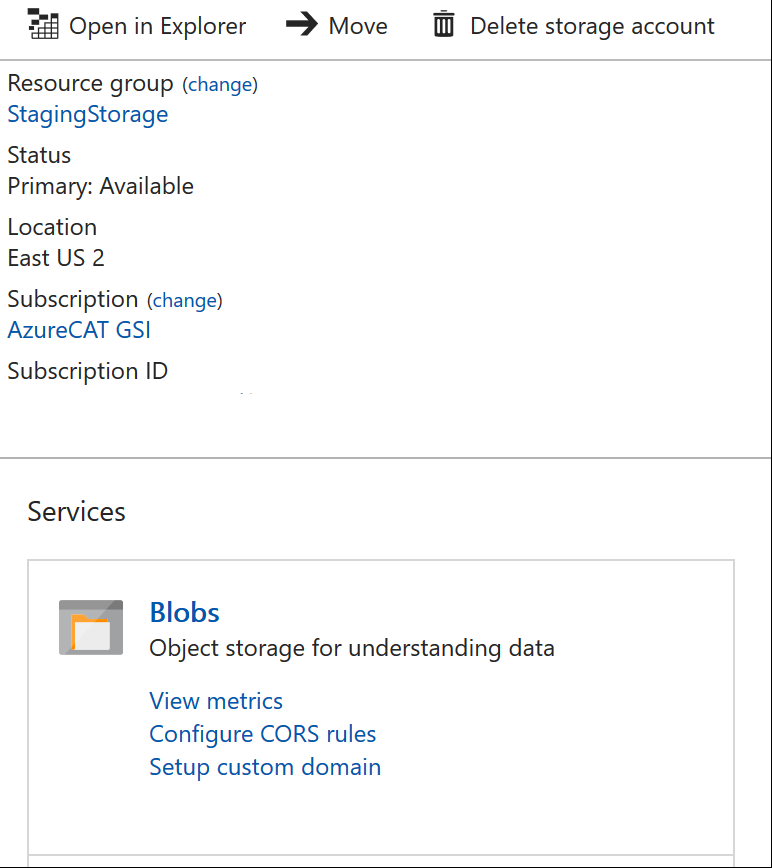 Open in Explorer Move Delete storage account
Resource group (change)
StagingStorage
Status
Primary: Available
Location
East US 2
Subscription (change)
AzureCAT GSI
Subscription ID
Services
Blobs
Object storage for understanding data
View metrics
Configure CORS rules
Setup custom domain